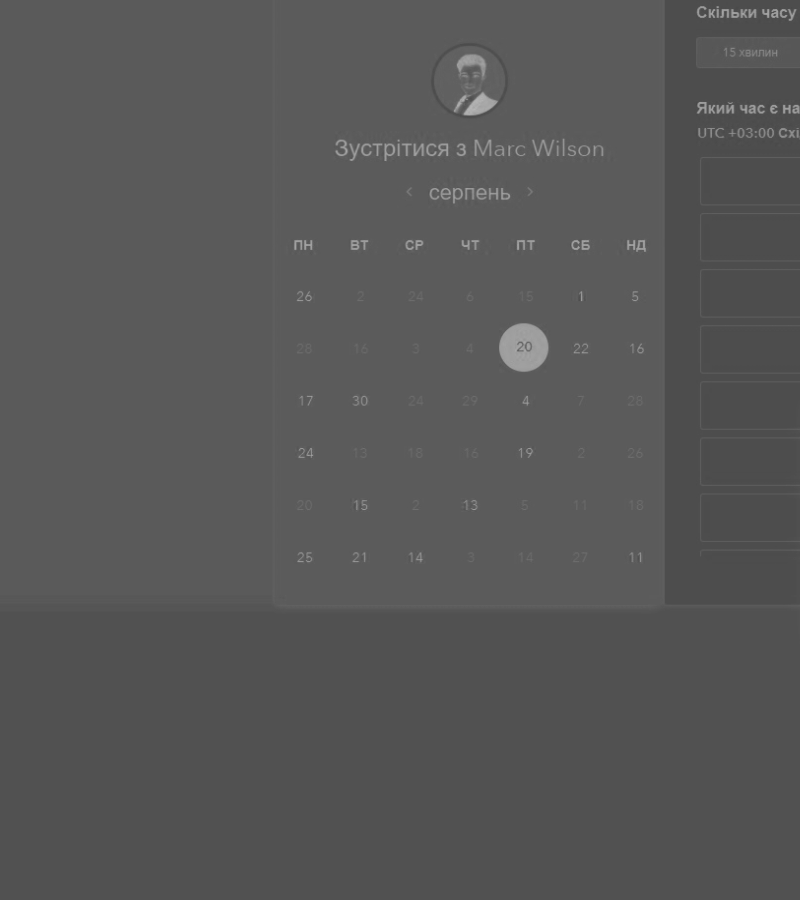 Зустрітися з Marc Wilson
серпень
ПН ВТ СР ЧТ ПТ СБ НД
26 2 24 6 15 1 5
28 16 3 4 20 22 16
17 30 24 29 4 7 28
24 13 18 16 19 2 26
20 15 2 13 5 11 18
25 21 14 3 14 27 11
Скільки часу
15 хвилин
Який час є на
UTC +03:00 Схі